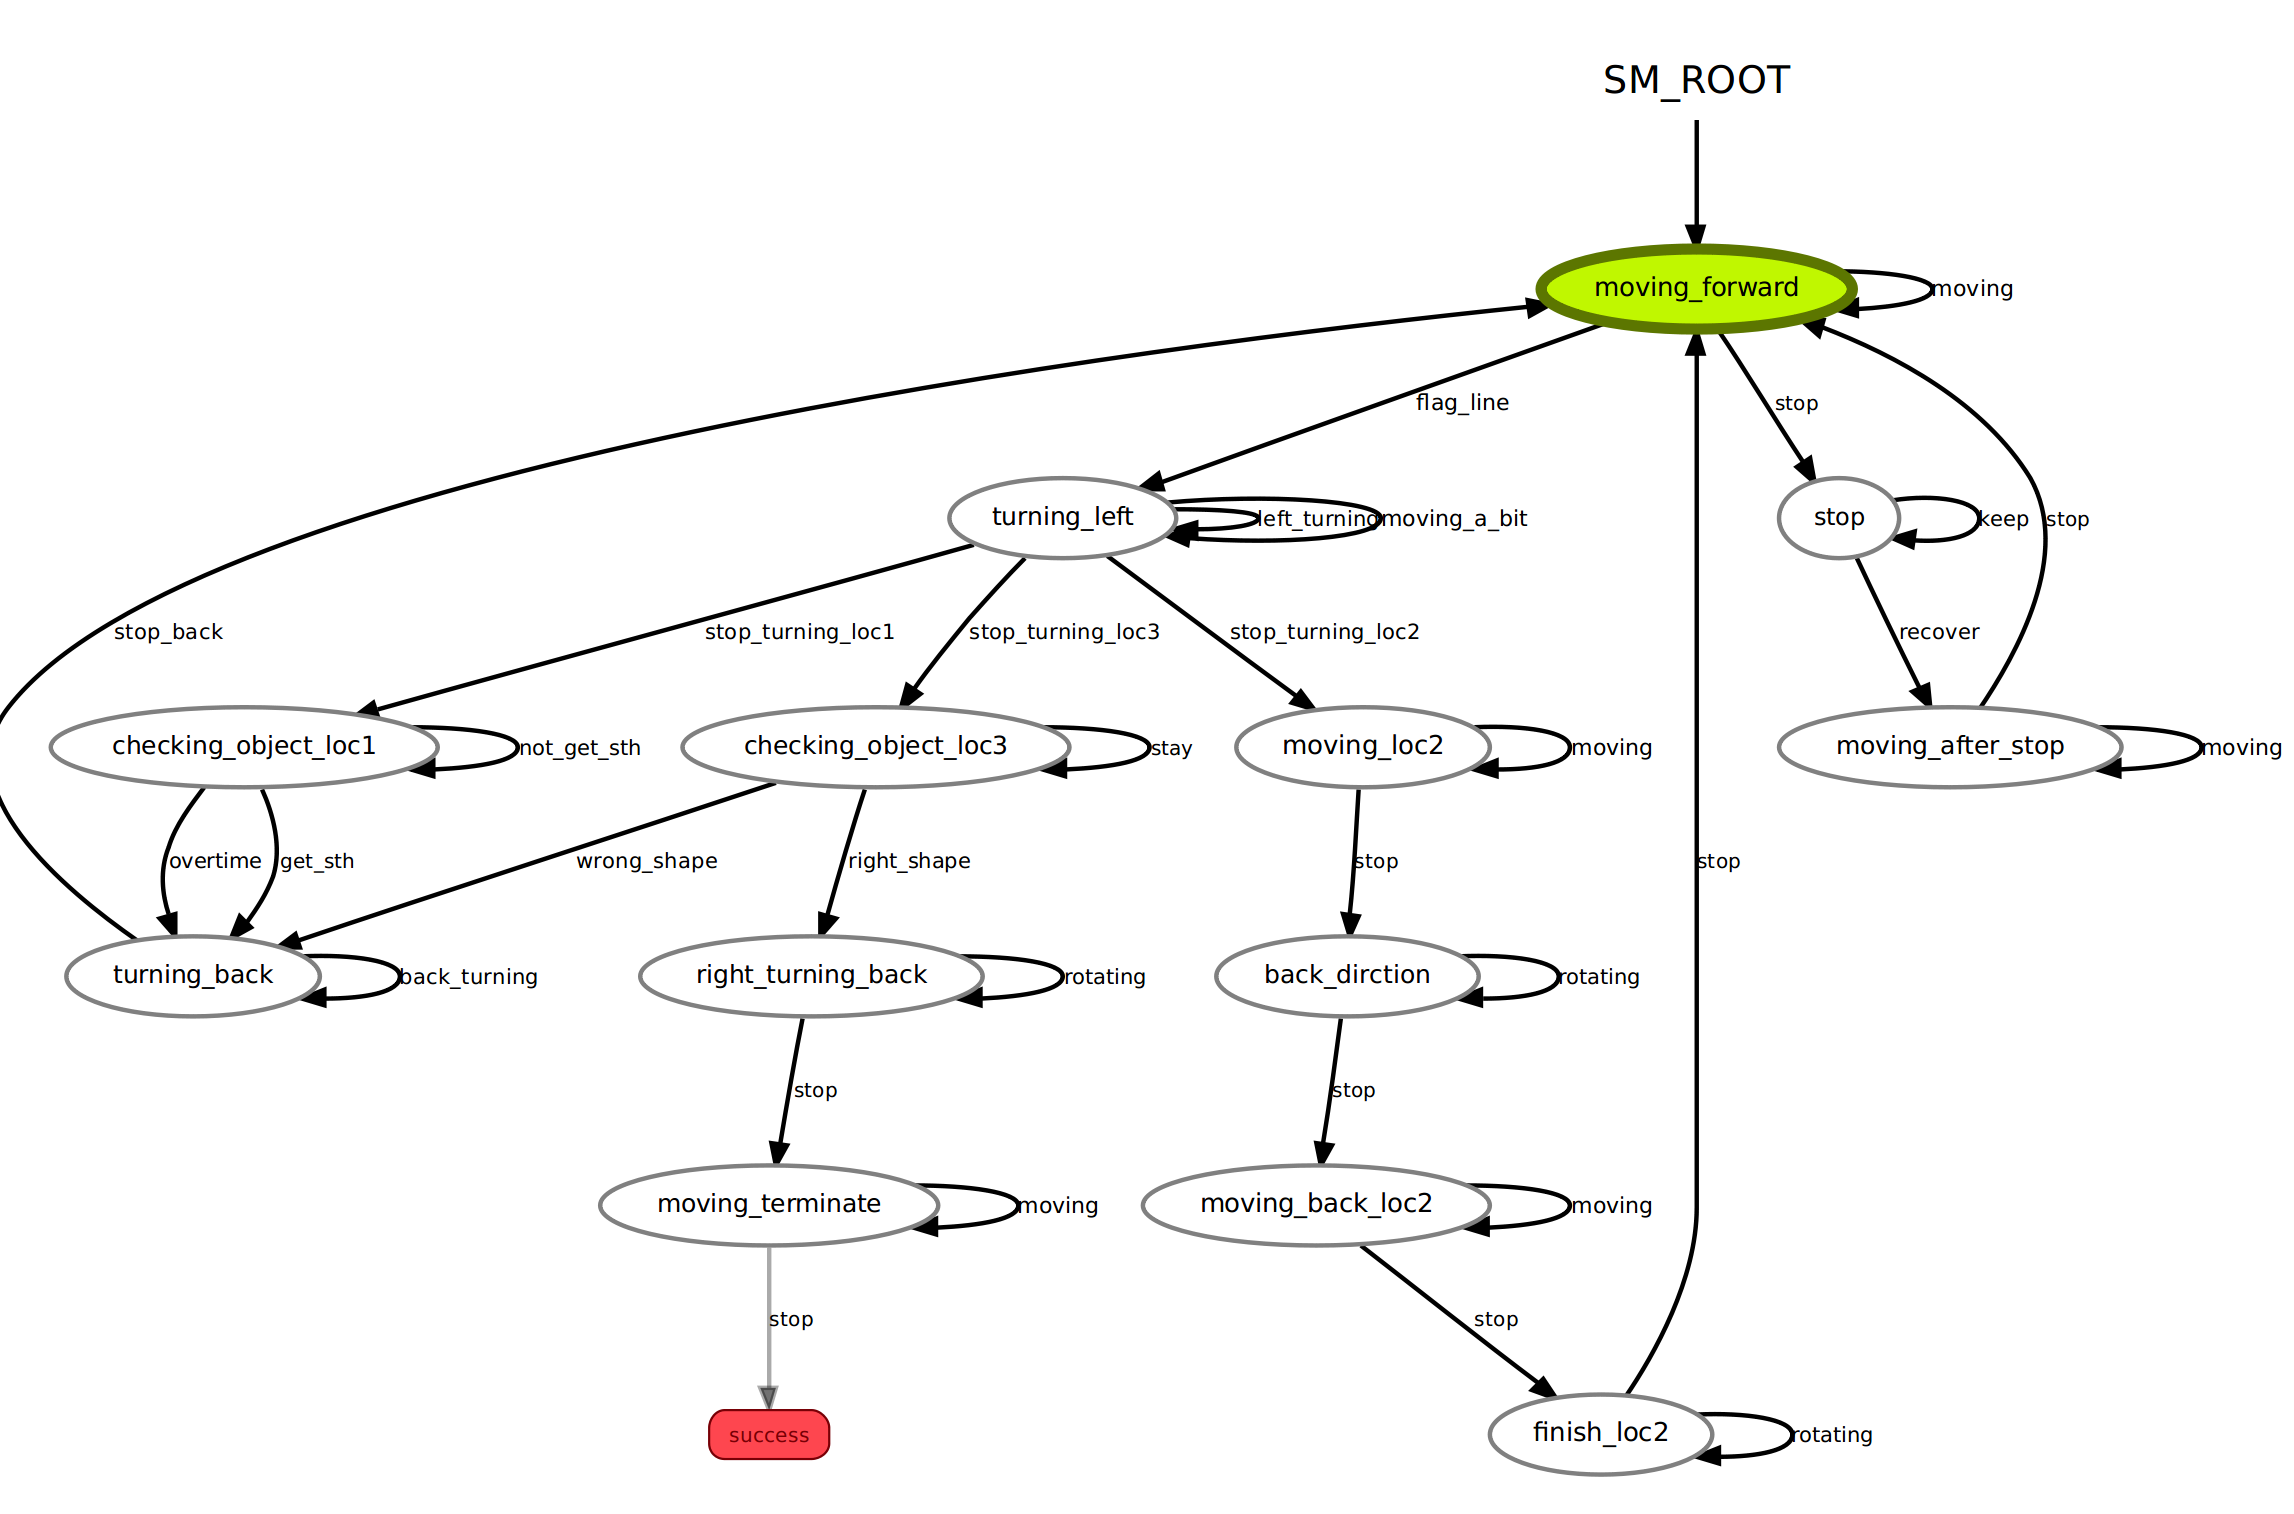 SM_ROOT
moving_forward
moving
flag_line
stop
turning_left
left_turning
moving_a_bit
stop
keep
stop
stop_back
stop_turning_loc1
stop_turning_loc3
stop_turning_loc2
recover
checking_object_loc1
not_get_sth
checking_object_loc3
stay
moving_loc2
moving
moving_after_stop
moving
overtime
get_sth
wrong_shape
right_shape
stop
stop
turning_back
back_turning
right_turning_back
rotating
back_dirction
rotating
stop
stop
moving_terminate
moving
moving_back_loc2
moving
stop
stop
success
finish_loc2
rotating